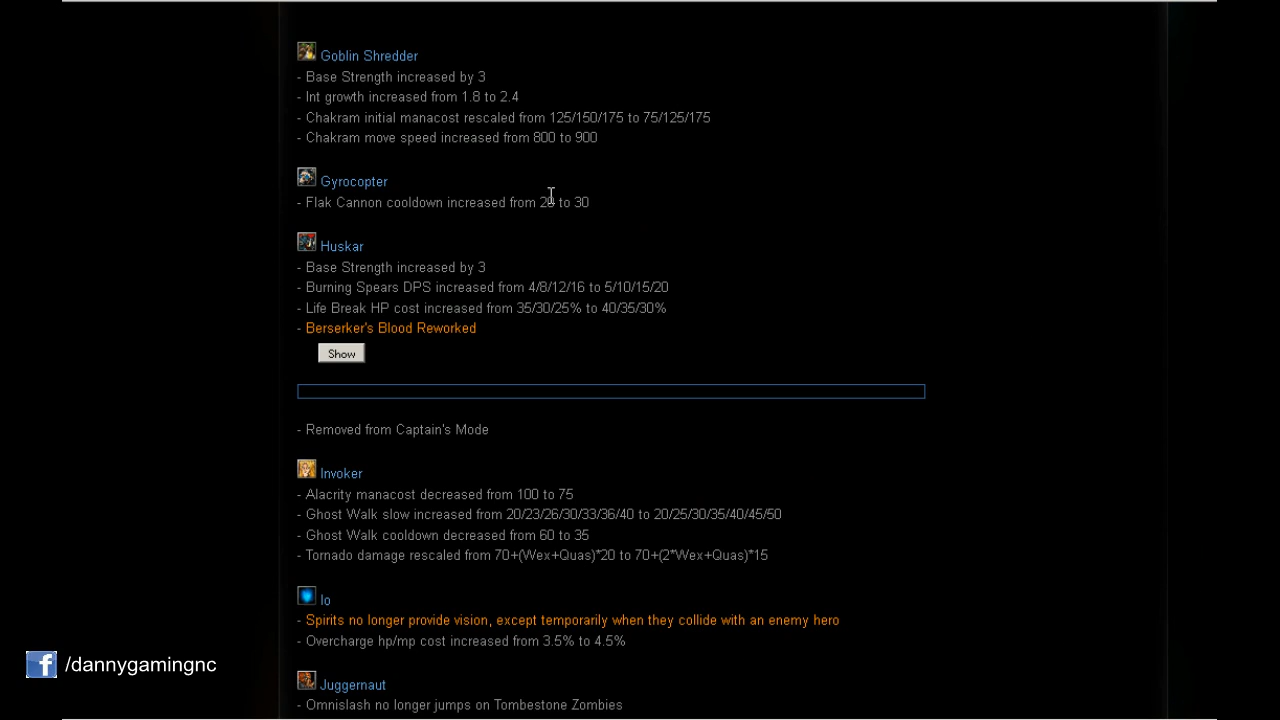 Goblin Shredder
- Base Strength increased by 3
- Int growth increased from 1.8 to 2.4
- Chakram initial manacost rescaled from 125/150/175 to 75/125/175
- Chakram move speed increased from 800 to 900
Gyrocopter
- Flak Cannon cooldown increased from to 30
Huskar
- Base Strength increased by 3
- Burning Spears DPS increased from 4/8/12/16 to 5/10/15/20
- Life Break HP cost increased from 35/30/25% to 40/35/30%
- Berserker's Blood Reworked
Show
- Removed from Captain's Mode
Invoker
- Alacrity manacost decreased from 100 to 75
- Ghost Walk slow increased from 20/23/26/30/33/36/40 to 20/25/30/35/40/45/50
- Ghost Walk cooldown decreased from 60 to 35
- Tornado damage rescaled from 70+(Wex+Quas)*20 to 70+(2*Wex+Quas)*15
Io
- Spirits no longer provide vision, except temporarily when they collide with an enemy hero
- Overcharge hp/mp cost increased from 3.5% to 4.5%
f /dannygamingnc
Juggernaut
- Omnislash no longer jumps on Tombestone Zombies